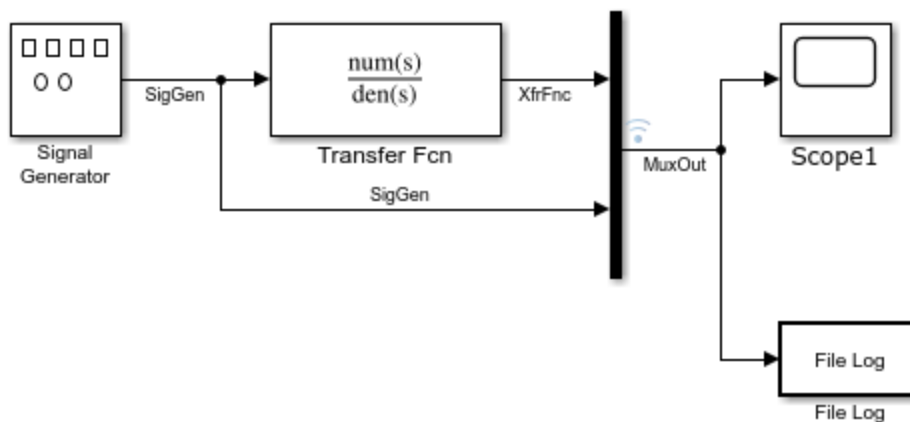 num(s)
den(s)
SigGen
XfrFnc
Signal
Generator
Transfer Fcn
MuxOut
Scope1
SigGen
File Log
File Log